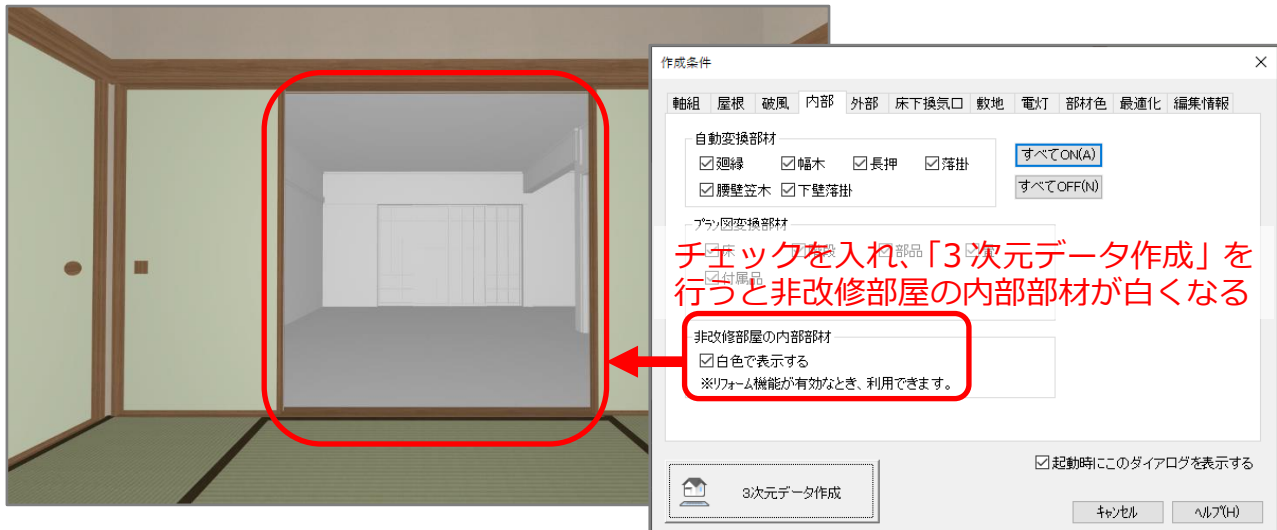 作成条件
軸組 屋根 破風 内部 外部 床下換気口 敷地 電灯 部材色 最適化 編集情報
自動変換部材
廻縁 幅木 長押 落掛
腰壁笠木 下壁落掛
すべてON(A)
すべてOFF(N)
プラン図変換部材
床 階段 部品 畳
付属品
チェックを入れ、「3次元データ作成」を
行うと非改修部屋の内部部材が白くなる
非改修部屋の内部部材
白色で表示する
※リフォーム機能が有効なとき、利用できます。
起動時にこのダイアログを表示する
3次元データ作成
キャンセル ヘルプ(H)